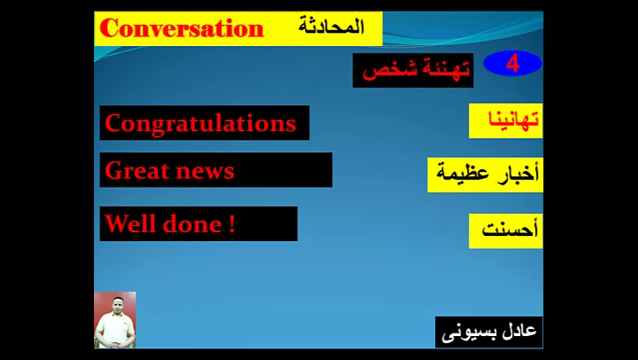 Conversation المحادثة
تهنئة شخص 4
Congratulations تهانينا
Great news أخبار عظيمة
Well done ! أحسنت
عادل بسيونى